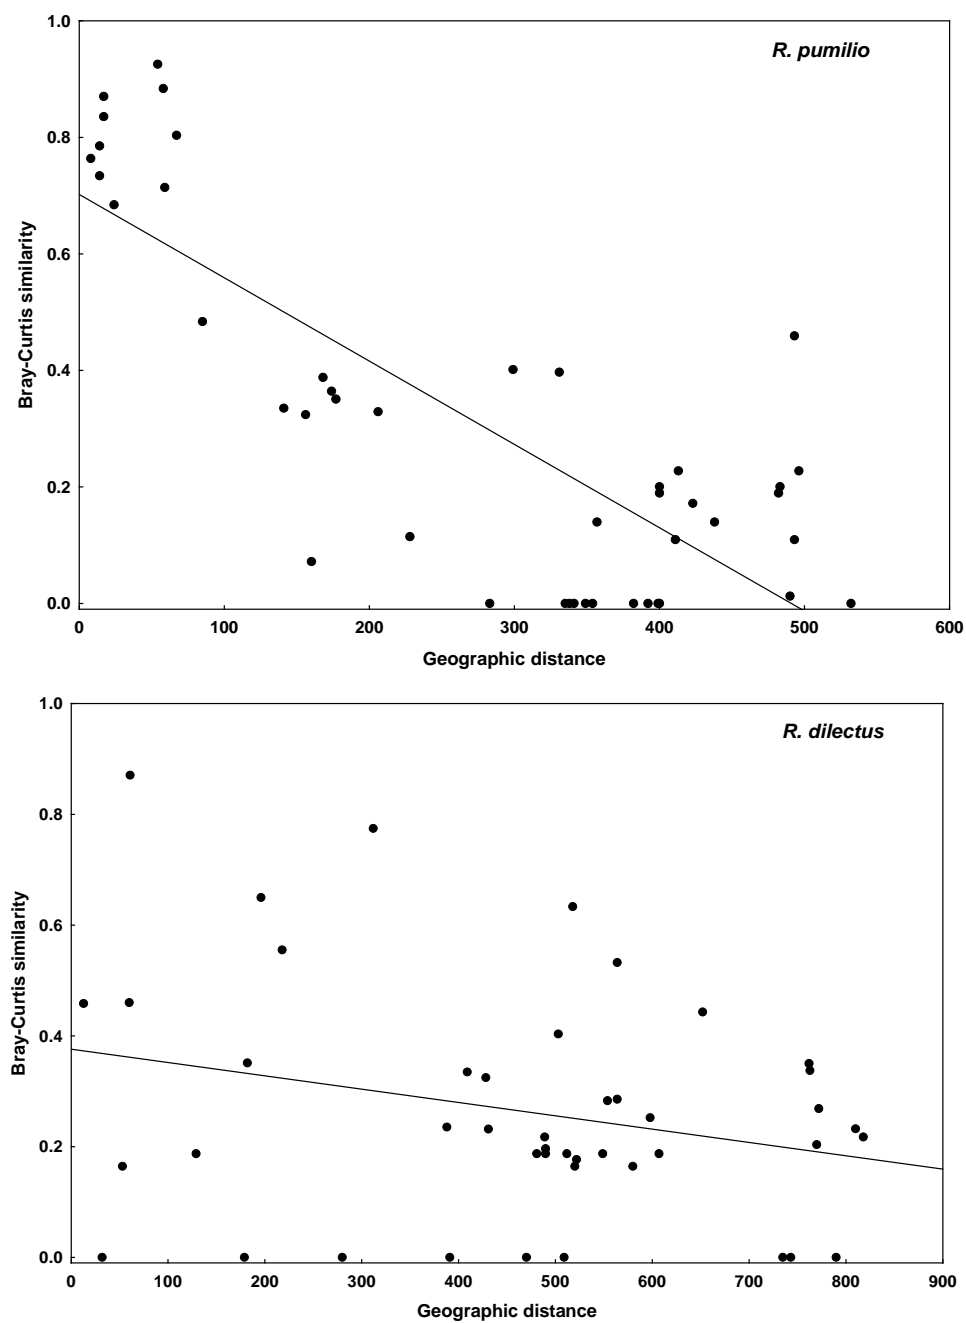 1.0
R. pumilio
0.8
0.6
0.4
0.2
0.0
Bray-Curtis similarity
0 100 200 300 400 500 600
Geographic distance
1.0
R. dilectus
0.8
0.6
0.4
0.2
0.0
Bray-Curtis similarity
0 100 200 300 400 500 600 700 800 900
Geographic distance